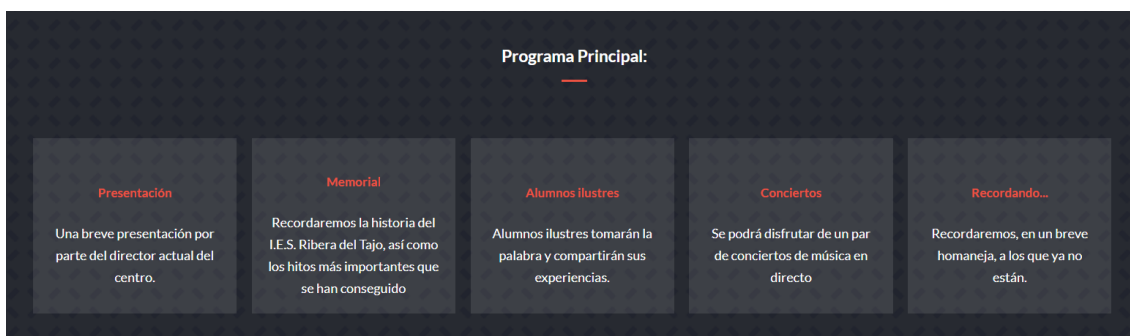 Programa Principal:
Presentación
Una breve presentación por
parte del director actual del
centro.
Memorial
Recordaremos la historia del
I.E.S. Ribera del Tajo, así como
los hitos más importantes que
se han conseguido
Alumnos ilustres
Alumnos ilustres tomarán la
palabra y compartirán sus
experiencias.
Conciertos
Se podrá disfrutar de un par
de conciertos de música en
directo
Recordando...
Recordaremos, en un breve
homaneja, a los que ya no
están.